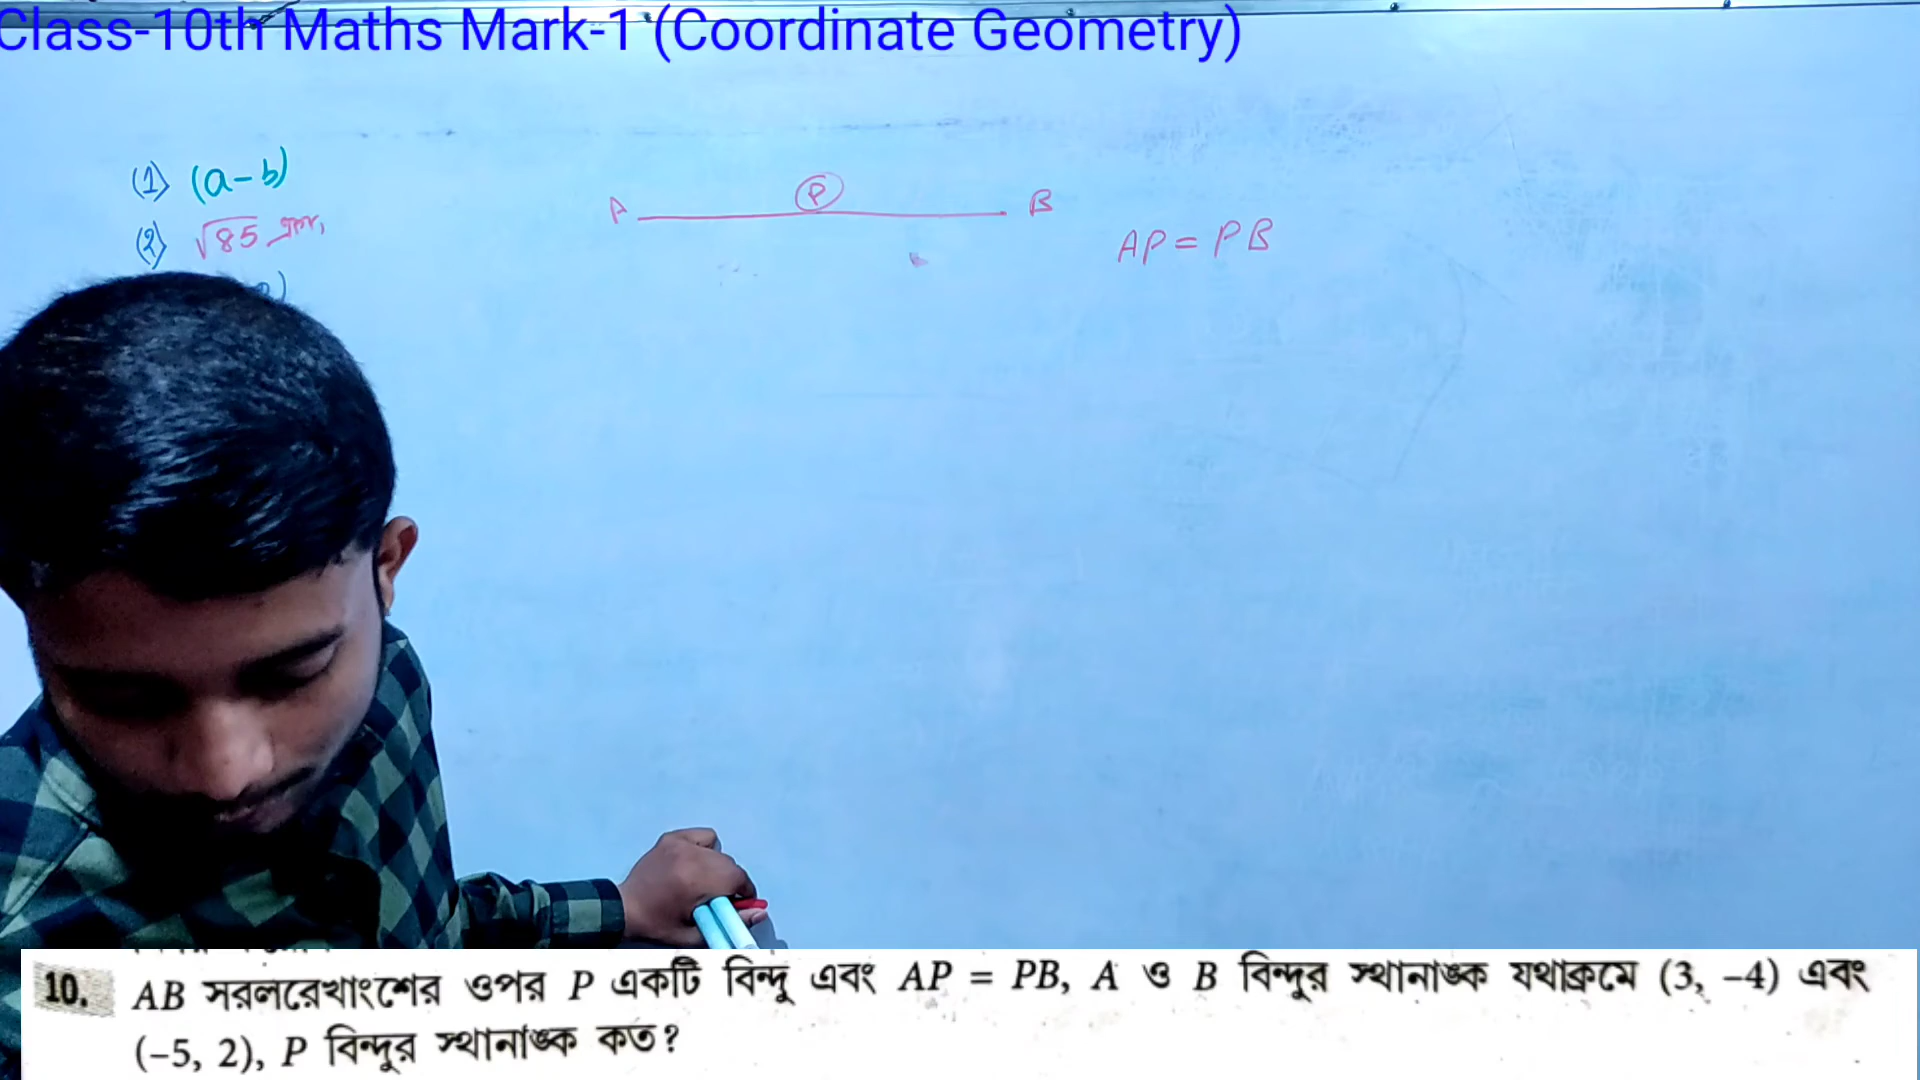 Class-10th Maths Mark-1 (Coordinate Geometry)
(1) (a-b)
(2) √85 একক,
A P B
AP = PB
10. AB সরলরেখাংশের ওপর P একটি বিন্দু এবং AP = PB, A ও B বিন্দুর স্থানাঙ্ক যথাক্রমে (3, -4) এবং
(-5, 2), P বিন্দুর স্থানাঙ্ক কত?